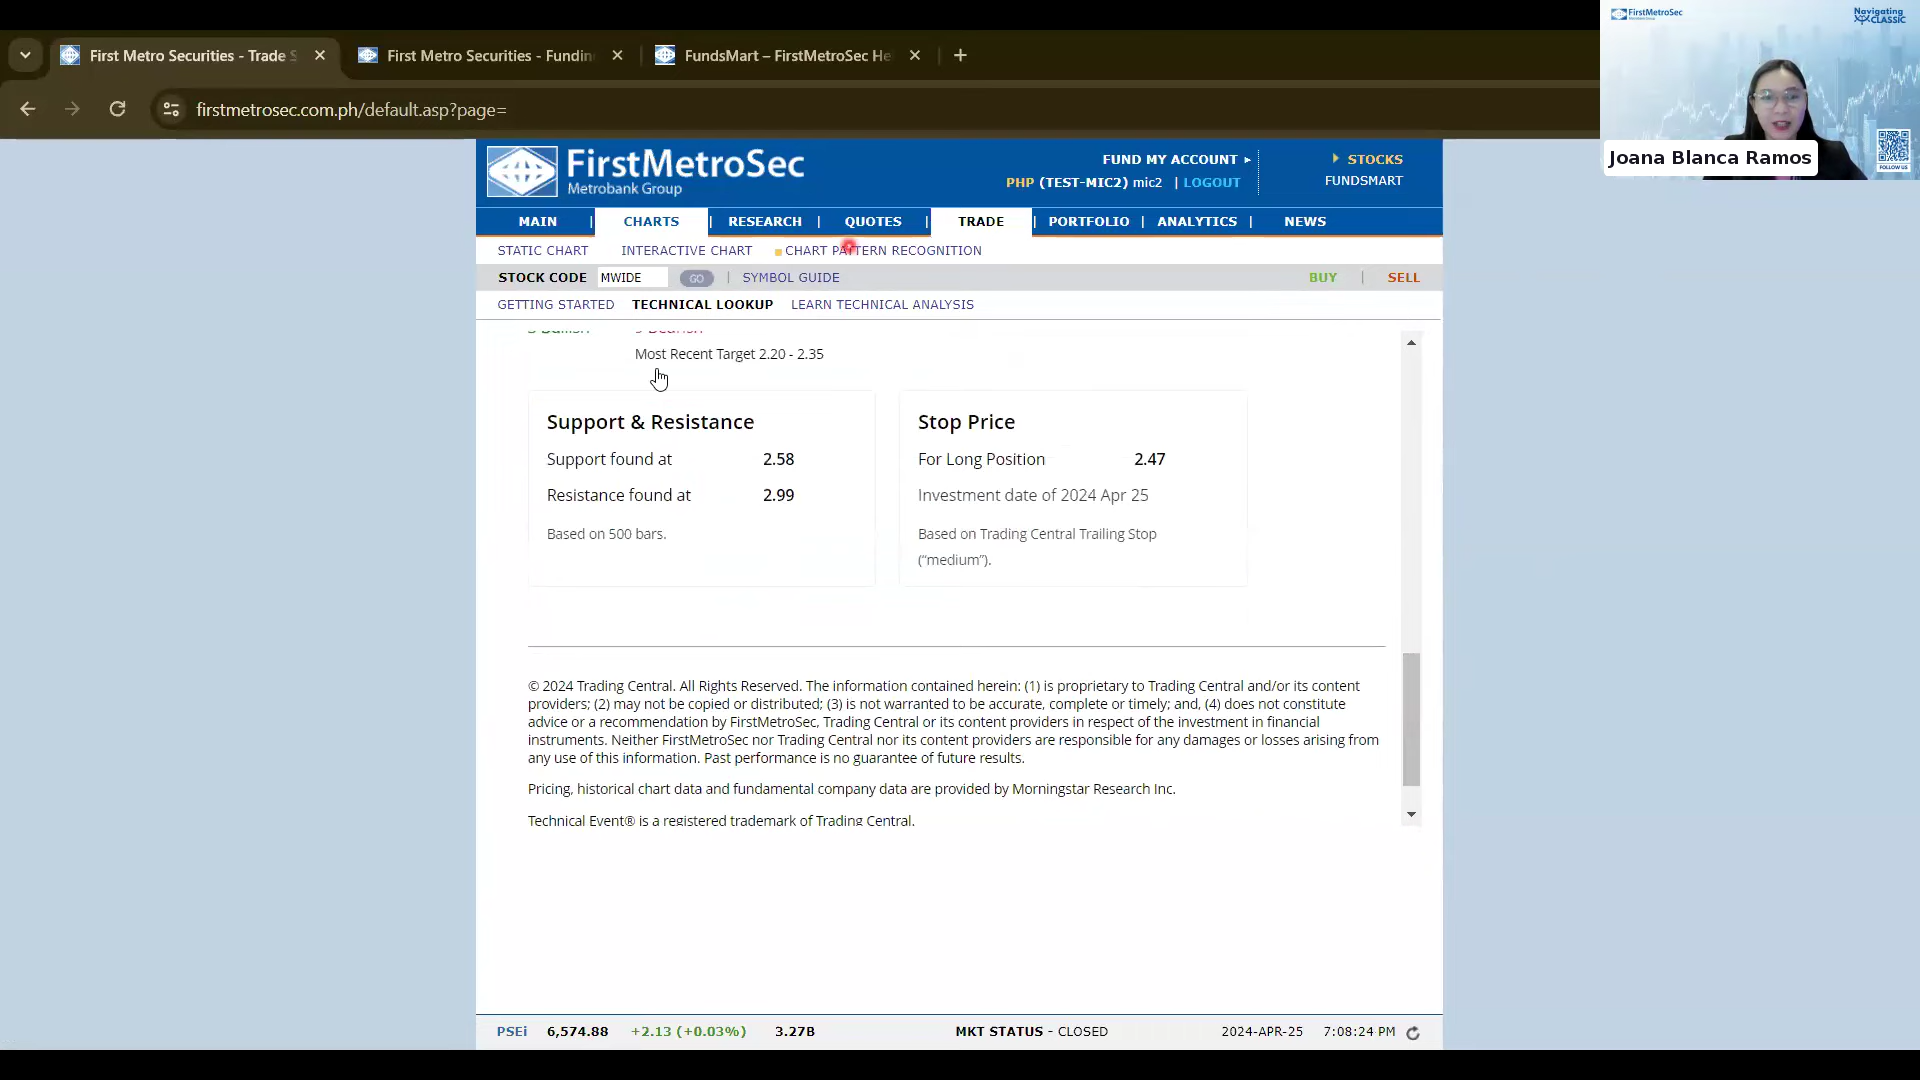 First Metro Securities - Trade S
First Metro Securities - Fundin
FundsMart – FirstMetroSec He
firstmetrosec.com.ph/default.asp?page=
FirstMetroSec
Navigating
CLASSIC
FOLLOW US
Joana Blanca Ramos
FirstMetroSec
Metrobank Group
FUND MY ACCOUNT
PHP (TEST-MIC2) mic2 | LOGOUT
STOCKS
FUNDSMART
MAIN | CHARTS | RESEARCH | QUOTES | TRADE | PORTFOLIO | ANALYTICS | NEWS
STATIC CHART INTERACTIVE CHART CHART PATTERN RECOGNITION
STOCK CODE MWIDE GO | SYMBOL GUIDE BUY | SELL
GETTING STARTED TECHNICAL LOOKUP LEARN TECHNICAL ANALYSIS
Bullish Bearish
Most Recent Target 2.20 - 2.35
Support & Resistance
Support found at 2.58
Resistance found at 2.99
Based on 500 bars.
Stop Price
For Long Position 2.47
Investment date of 2024 Apr 25
Based on Trading Central Trailing Stop
(“medium”).
© 2024 Trading Central. All Rights Reserved. The information contained herein: (1) is proprietary to Trading Central and/or its content
providers; (2) may not be copied or distributed; (3) is not warranted to be accurate, complete or timely; and, (4) does not constitute
advice or a recommendation by FirstMetroSec, Trading Central or its content providers in respect of the investment in financial
instruments. Neither FirstMetroSec nor Trading Central nor its content providers are responsible for any damages or losses arising from
any use of this information. Past performance is no guarantee of future results.
Pricing, historical chart data and fundamental company data are provided by Morningstar Research Inc.
Technical Event® is a registered trademark of Trading Central.
PSEi 6,574.88 +2.13 (+0.03%) 3.27B MKT STATUS - CLOSED 2024-APR-25 7:08:24 PM